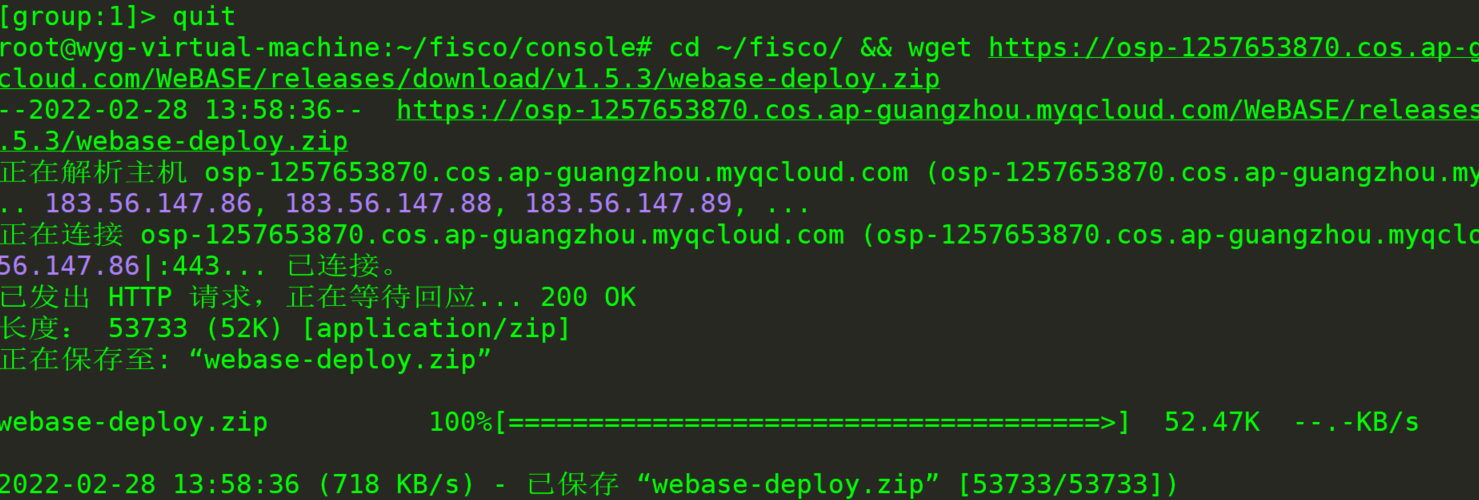 [group:1]> quit
root@wyg-virtual-machine:~/fisco/console# cd ~/fisco/ && wget https://osp-1257653870.cos.ap-g
cloud.com/WeBASE/releases/download/v1.5.3/webase-deploy.zip
--2022-02-28 13:58:36--  https://osp-1257653870.cos.ap-guangzhou.myqcloud.com/WeBASE/releases
.5.3/webase-deploy.zip
正在解析主机 osp-1257653870.cos.ap-guangzhou.myqcloud.com (osp-1257653870.cos.ap-guangzhou.my
.. 183.56.147.86, 183.56.147.88, 183.56.147.89, ...
正在连接 osp-1257653870.cos.ap-guangzhou.myqcloud.com (osp-1257653870.cos.ap-guangzhou.myqclo
56.147.86|:443... 已连接。
已发出 HTTP 请求，正在等待回应... 200 OK
长度： 53733 (52K) [application/zip]
正在保存至: “webase-deploy.zip”
webase-deploy.zip          100%[=====================================>]  52.47K  --.-KB/s
2022-02-28 13:58:36 (718 KB/s) - 已保存 “webase-deploy.zip” [53733/53733])